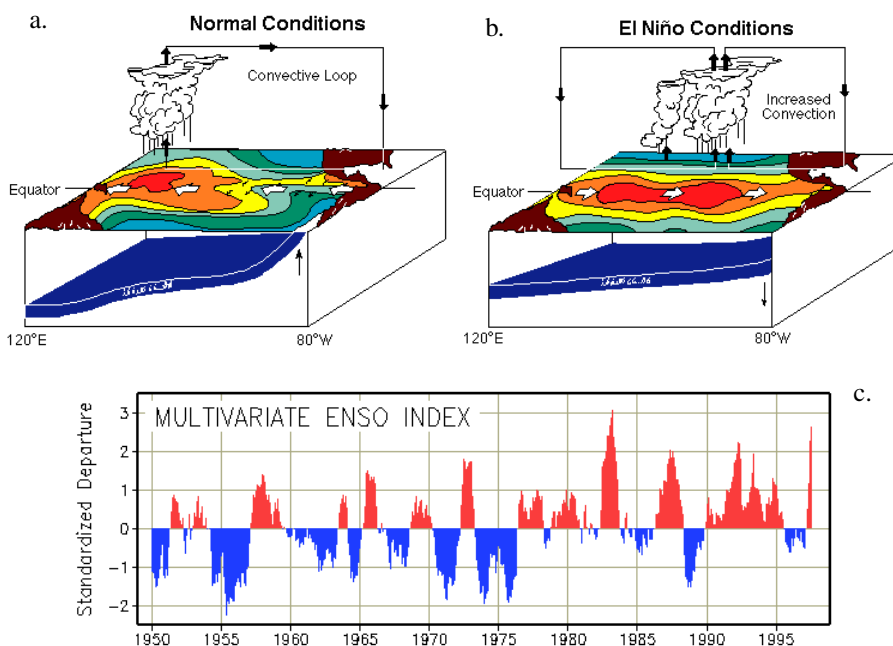 a.
Normal Conditions
Convective Loop
Equator
120°E
80°W
b.
El Niño Conditions
Increased
Convection
Equator
120°E
80°W
c.
MULTIVARIATE ENSO INDEX
Standardized Departure
3
2
1
0
-1
-2
1950 1955 1960 1965 1970 1975 1980 1985 1990 1995